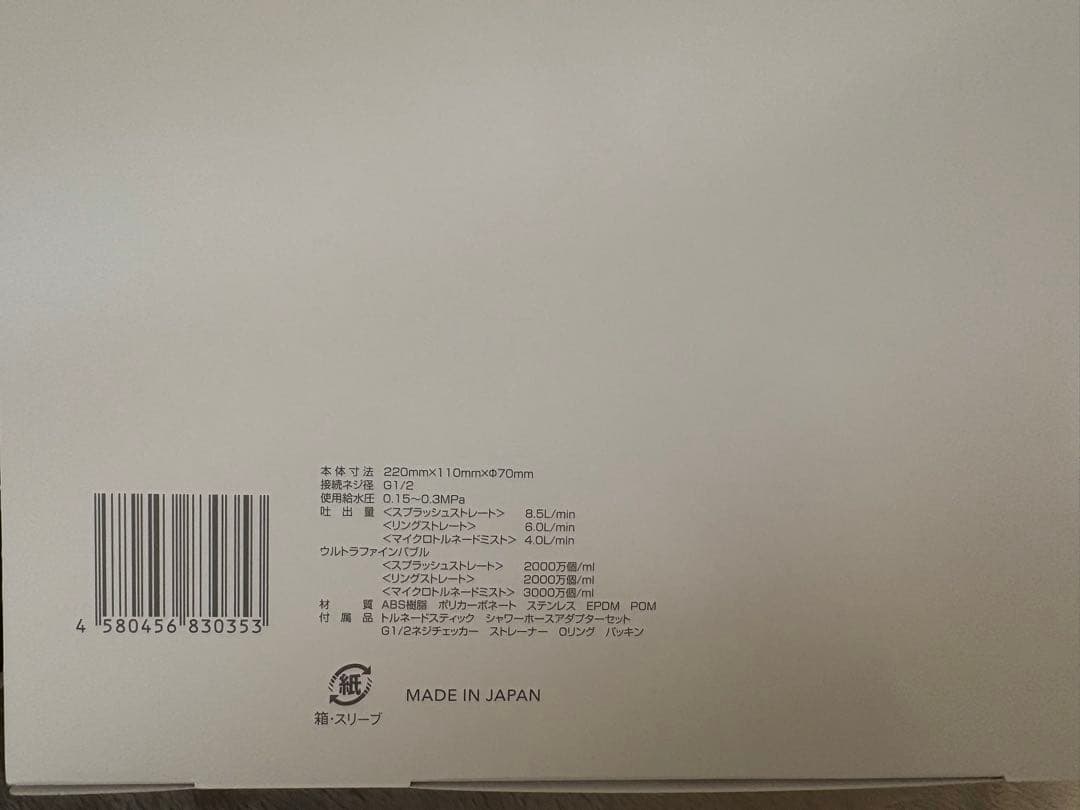 本体寸法 220mm×110mm×Φ70mm
接続ネジ径 G1/2
使用給水圧 0.15～0.3MPa
吐出量 <スプラッシュストレート> 8.5L/min
<リングストレート> 6.0L/min
<マイクロトルネードミスト> 4.0L/min
ウルトラファインバブル
<スプラッシュストレート> 2000万個/ml
<リングストレート> 2000万個/ml
<マイクロトルネードミスト> 3000万個/ml
材質 ABS樹脂 ポリカーボネート ステンレス EPDM POM
付属品 トルネードスティック シャワーホースアダプターセット
G1/2ネジチェッカー ストレーナー Oリング パッキン
4 580456 830353
紙
箱・スリーブ
MADE IN JAPAN